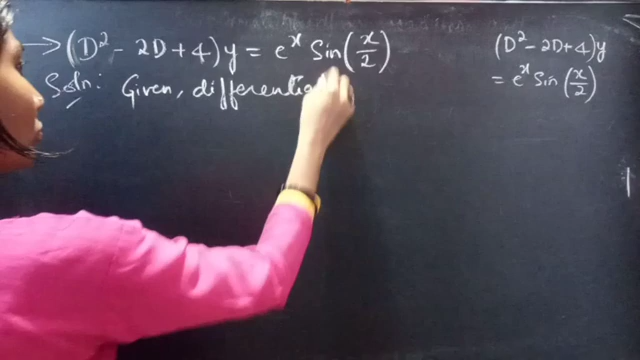 → (D² - 2D + 4) y = eˣ Sin(x/2)
Soln: Given, differentia
(D² - 2D + 4) y
= eˣ Sin(x/2)